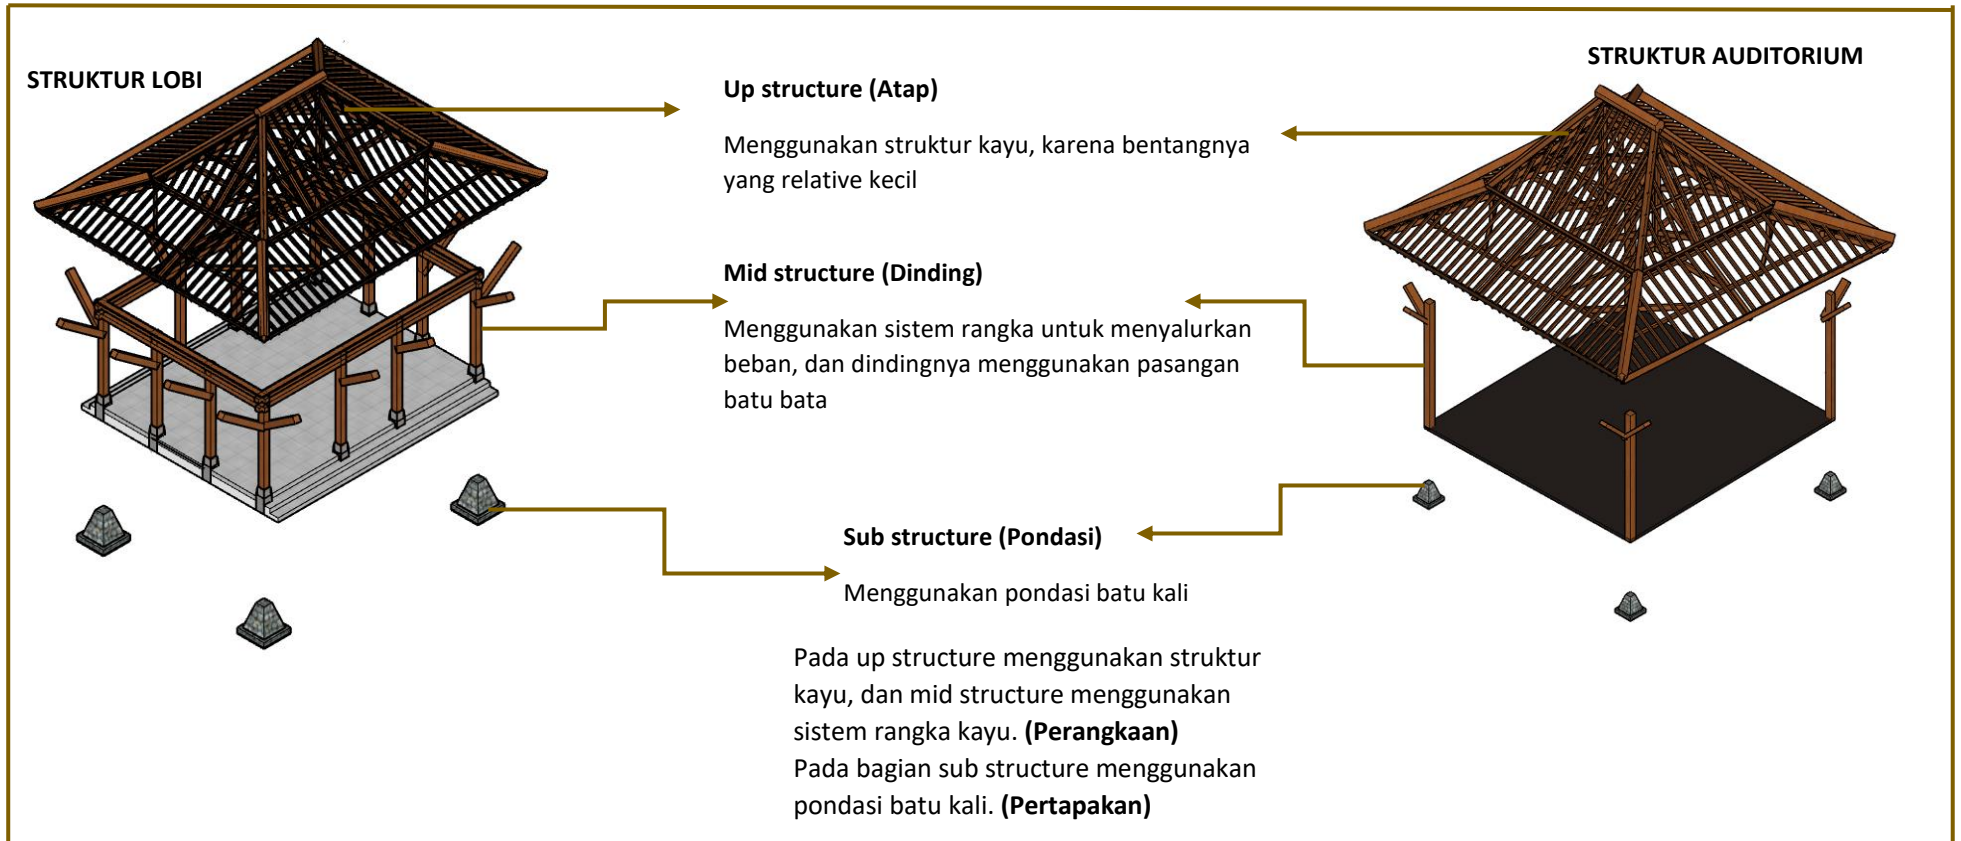 STRUKTUR LOBI
STRUKTUR AUDITORIUM
Up structure (Atap)
Menggunakan struktur kayu, karena bentangnya
yang relative kecil
Mid structure (Dinding)
Menggunakan sistem rangka untuk menyalurkan
beban, dan dindingnya menggunakan pasangan
batu bata
Sub structure (Pondasi)
Menggunakan pondasi batu kali
Pada up structure menggunakan struktur
kayu, dan mid structure menggunakan
sistem rangka kayu. (Perangkaan)
Pada bagian sub structure menggunakan
pondasi batu kali. (Pertapakan)